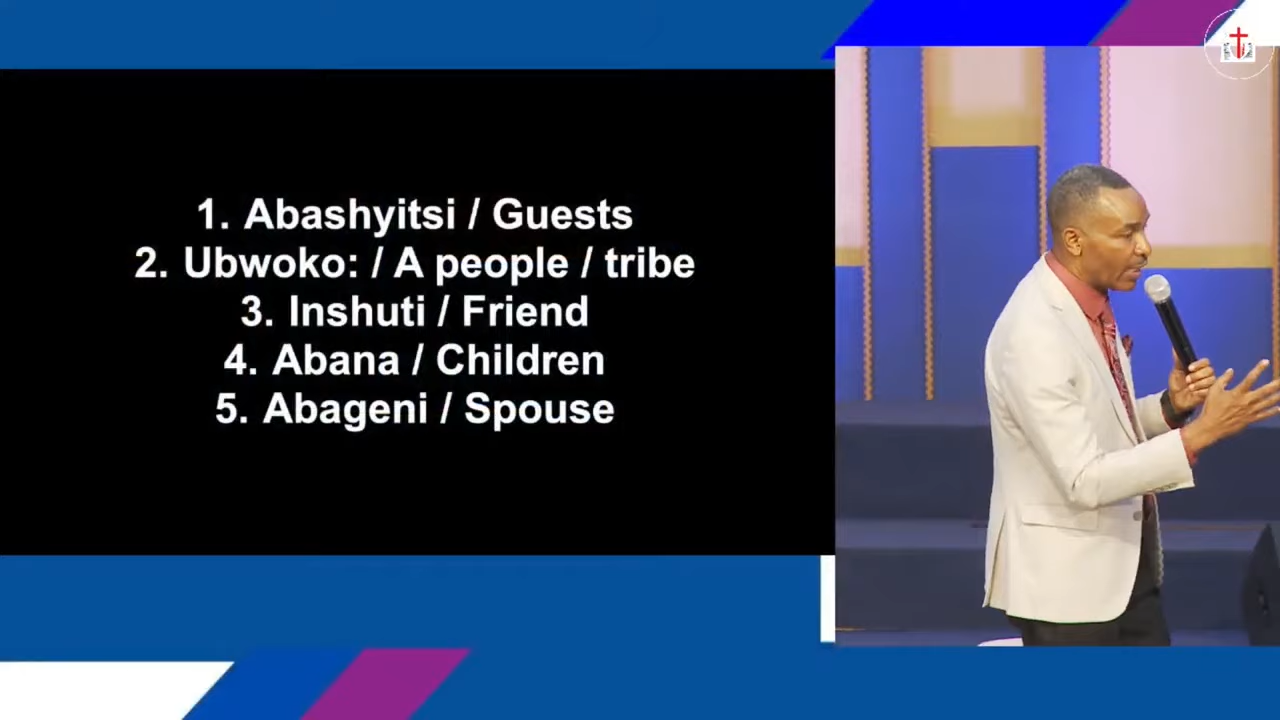 1. Abashyitsi / Guests
2. Ubwoko: / A people / tribe
3. Inshuti / Friend
4. Abana / Children
5. Abageni / Spouse